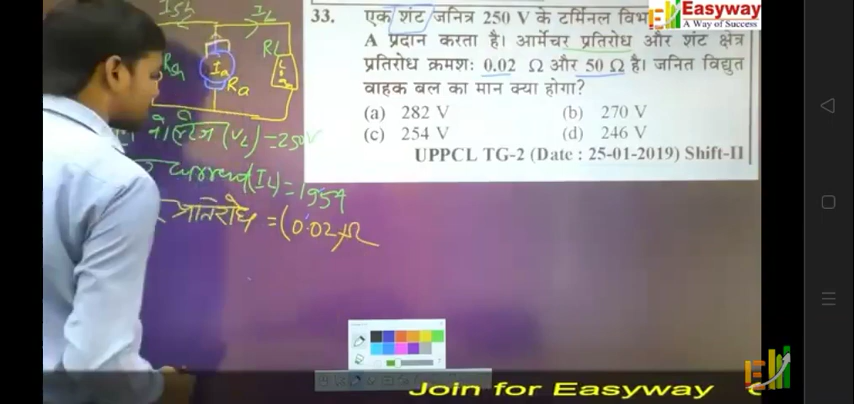 Ish
IL
Rsh
Ia
Ra
RL
33. एक शंट जनित्र 250 V के टर्मिनल विभ
A प्रदान करता है। आर्मेचर प्रतिरोध और शंट क्षेत्र
प्रतिरोध क्रमश: 0.02 Ω और 50 Ω है। जनित विद्युत
वाहक बल का मान क्या होगा?
(a) 282 V (b) 270 V
(c) 254 V (d) 246 V
UPPCL TG-2 (Date : 25-01-2019) Shift-II
Easyway
A Way of Success
वोल्टेज (VL) = 250V
(IL) = 195A
प्रतिरोध = (0.02)Ω
Join for Easyway